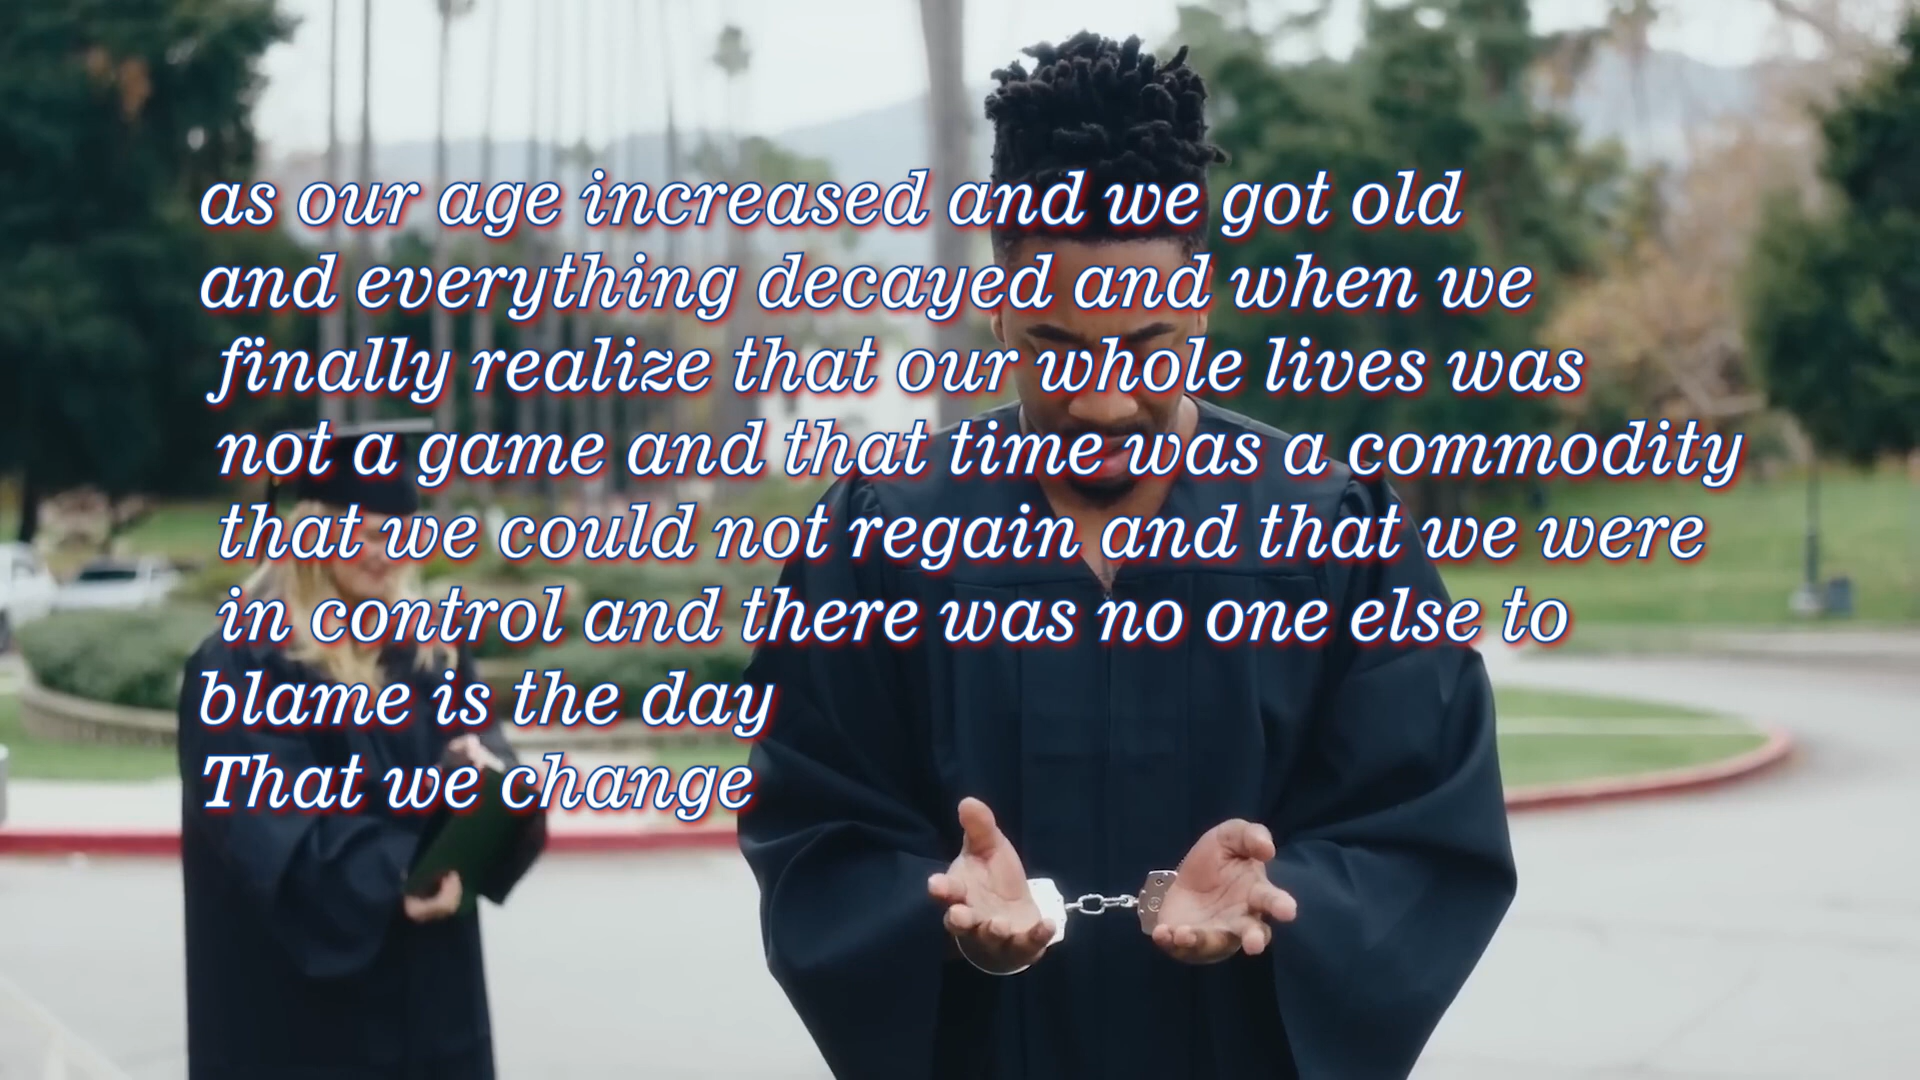 as our age increased and we got old
and everything decayed and when we
finally realize that our whole lives was
not a game and that time was a commodity
that we could not regain and that we were
in control and there was no one else to
blame is the day
That we change